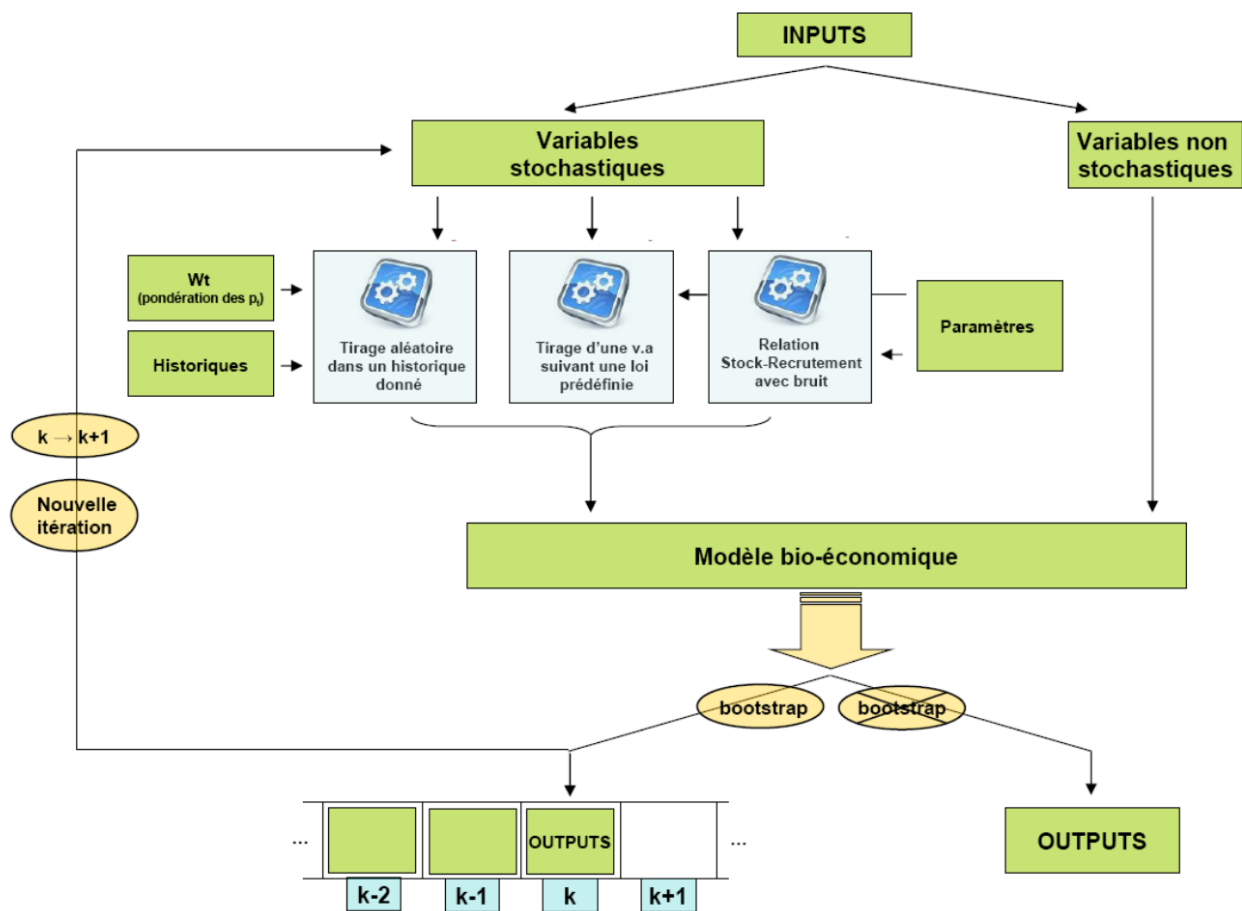 INPUTS
Variables
stochastiques
Variables non
stochastiques
Wt
(pondération des pt)
Historiques
Tirage aléatoire
dans un historique
donné
Tirage d'une v.a
suivant une loi
prédéfinie
Relation
Stock-Recrutement
avec bruit
Paramètres
k → k+1
Nouvelle
itération
Modèle bio-économique
bootstrap
bootstrap
...
OUTPUTS
...
k-2
k-1
k
k+1
OUTPUTS